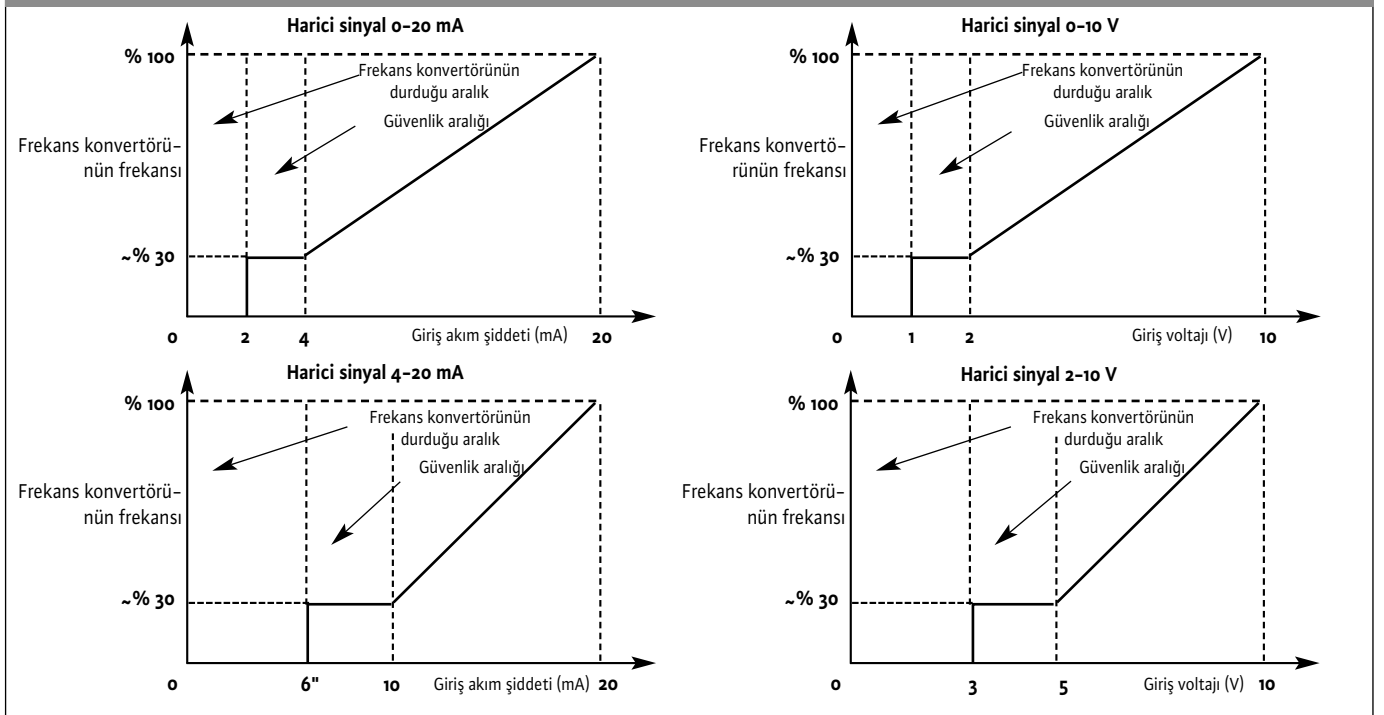 Harici sinyal 0–20 mA
% 100
Frekans konvertörünün
durduğu aralık
Güvenlik aralığı
Frekans konvertörü–
nün frekansı
~% 30
0
2
4
Giriş akım şiddeti (mA)
20
Harici sinyal 0–10 V
% 100
Frekans konvertörünün
durduğu aralık
Güvenlik aralığı
Frekans konvertö–
rünün frekansı
~% 30
0
1
2
Giriş voltajı (V)
10
Harici sinyal 4–20 mA
% 100
Frekans konvertörünün
durduğu aralık
Güvenlik aralığı
Frekans konvertörü–
nün frekansı
~% 30
0
6"
10
Giriş akım şiddeti (mA)
20
Harici sinyal 2–10 V
% 100
Frekans konvertörünün
durduğu aralık
Güvenlik aralığı
Frekans konvertörü–
nün frekansı
~% 30
0
3
5
Giriş voltajı (V)
10